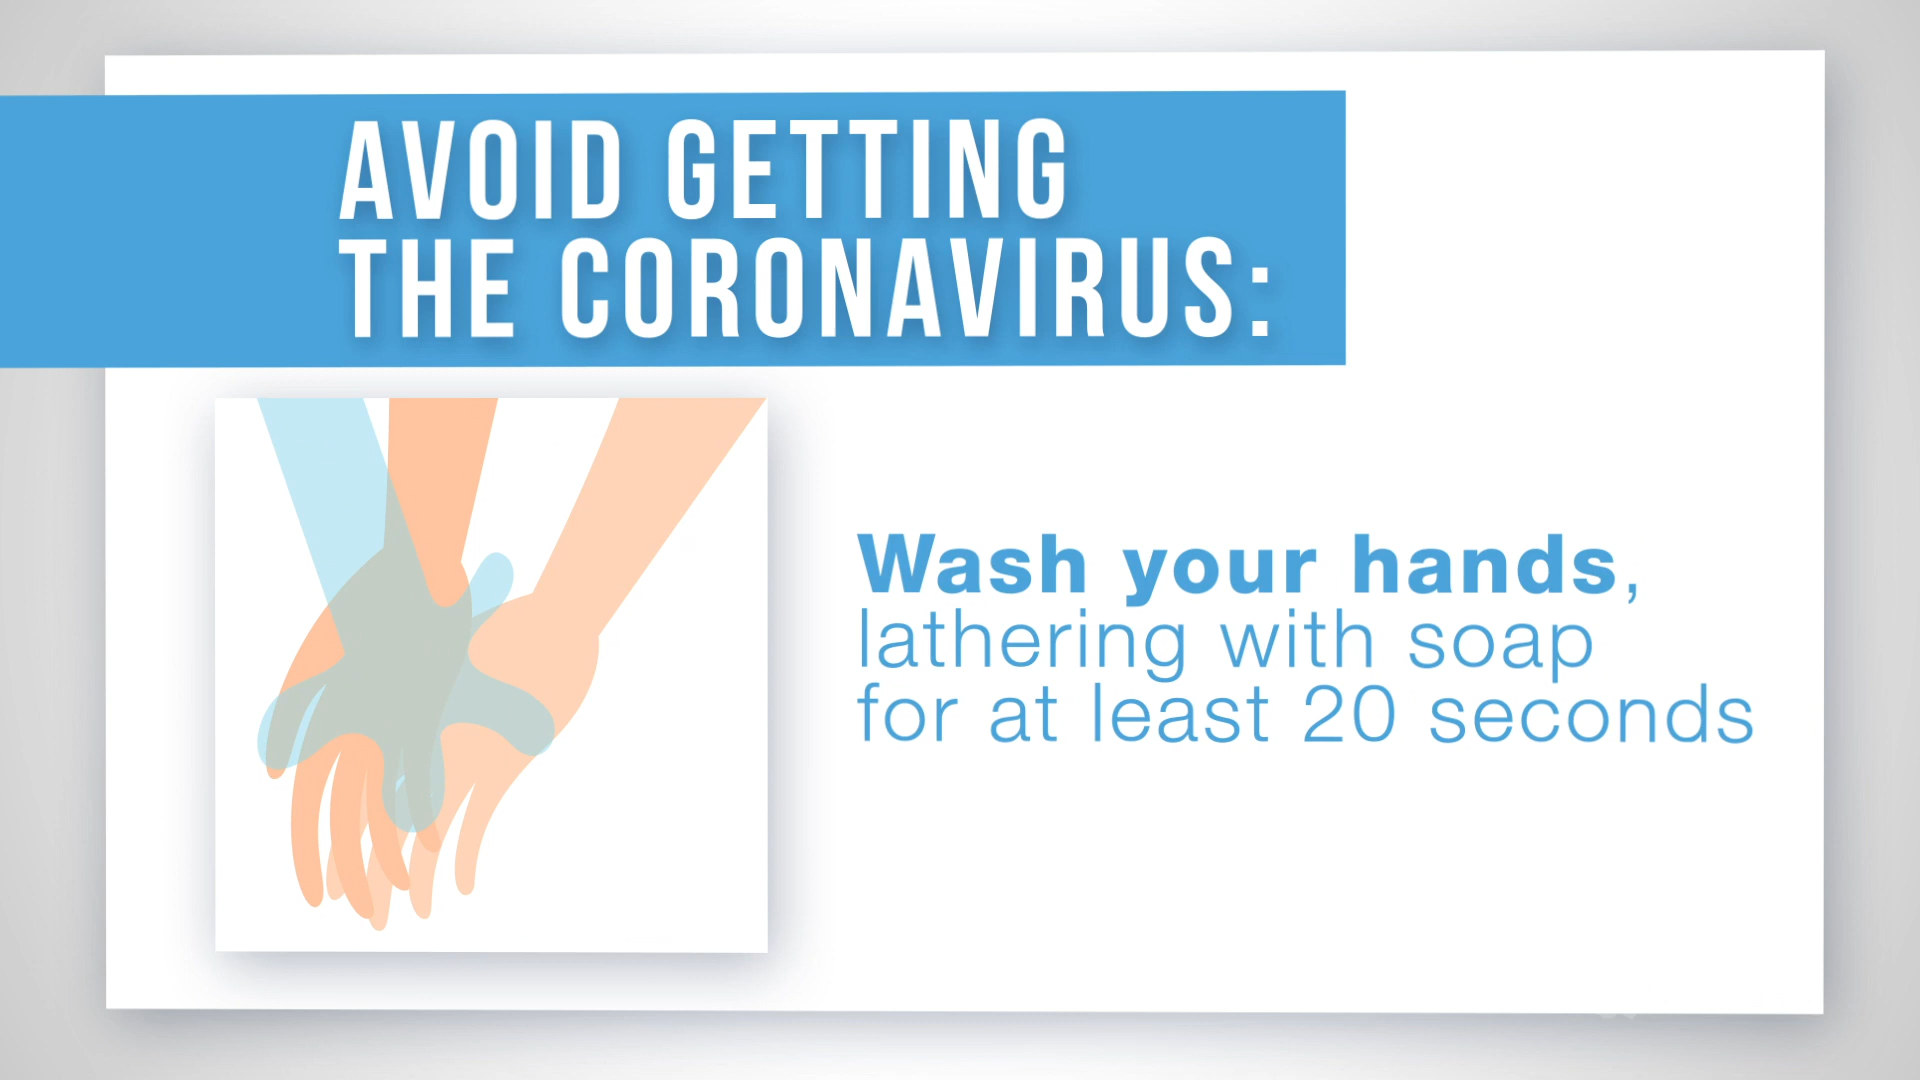 AVOID GETTING
THE CORONAVIRUS:
Wash your hands,
lathering with soap
for at least 20 seconds